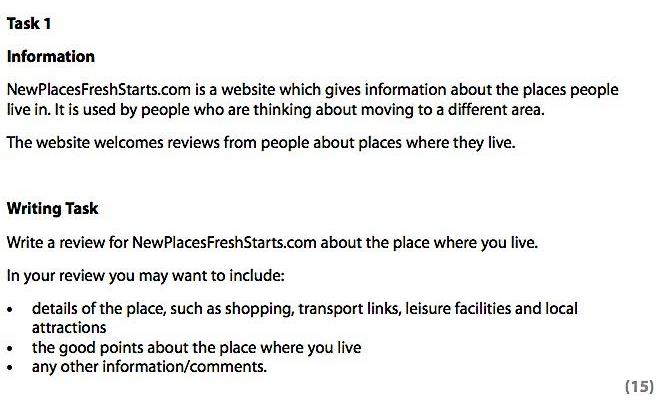 Task 1
Information
NewPlacesFreshStarts.com is a website which gives information about the places people
live in. It is used by people who are thinking about moving to a different area.
The website welcomes reviews from people about places where they live.
Writing Task
Write a review for NewPlacesFreshStarts.com about the place where you live.
In your review you may want to include:
• details of the place, such as shopping, transport links, leisure facilities and local
attractions
• the good points about the place where you live
• any other information/comments.
(15)